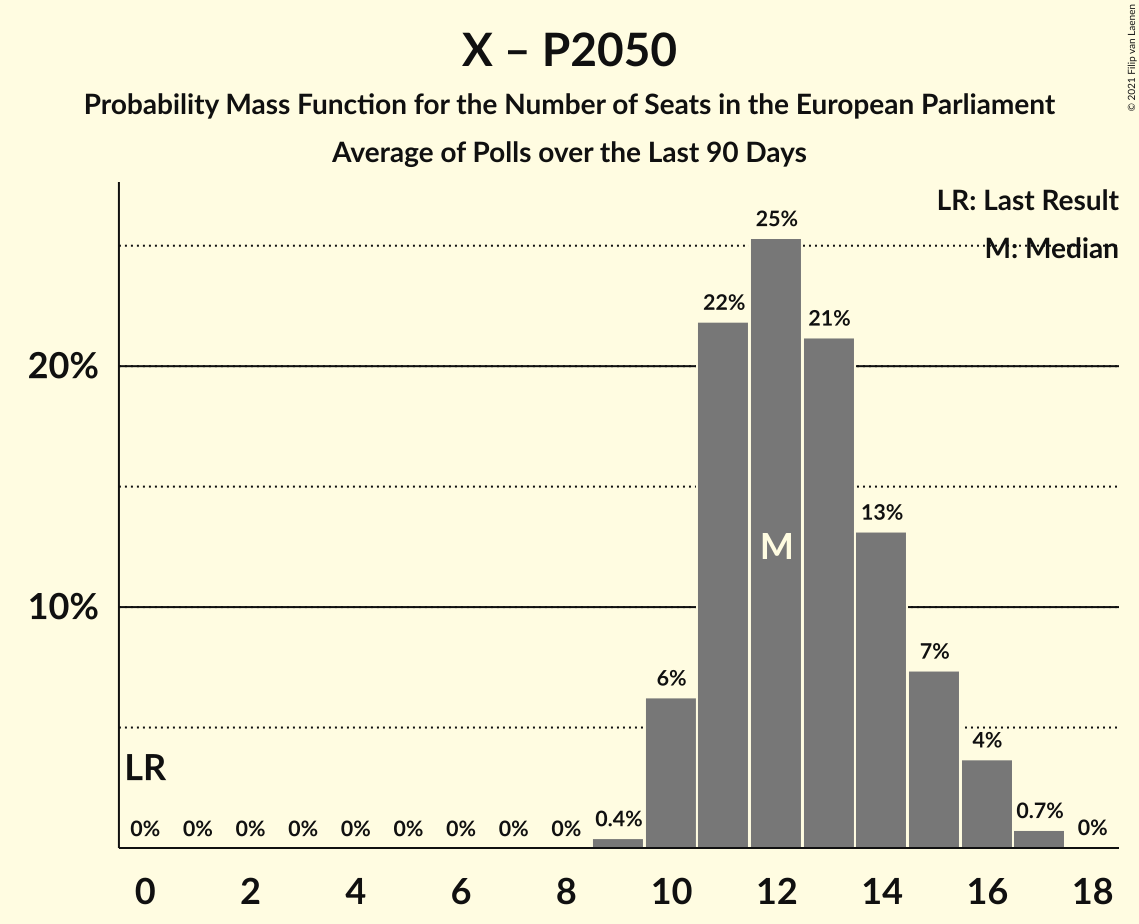 X – P2050
Probability Mass Function for the Number of Seats in the European Parliament
Average of Polls over the Last 90 Days
© 2021 Filip van Laenen
LR: Last Result
M: Median
25%
22%
21%
20%
13%
M
10%
7%
6%
4%
LR
0% 0% 0% 0% 0% 0% 0% 0% 0% 0.4% 0.7% 0%
0 2 4 6 8 10 12 14 16 18